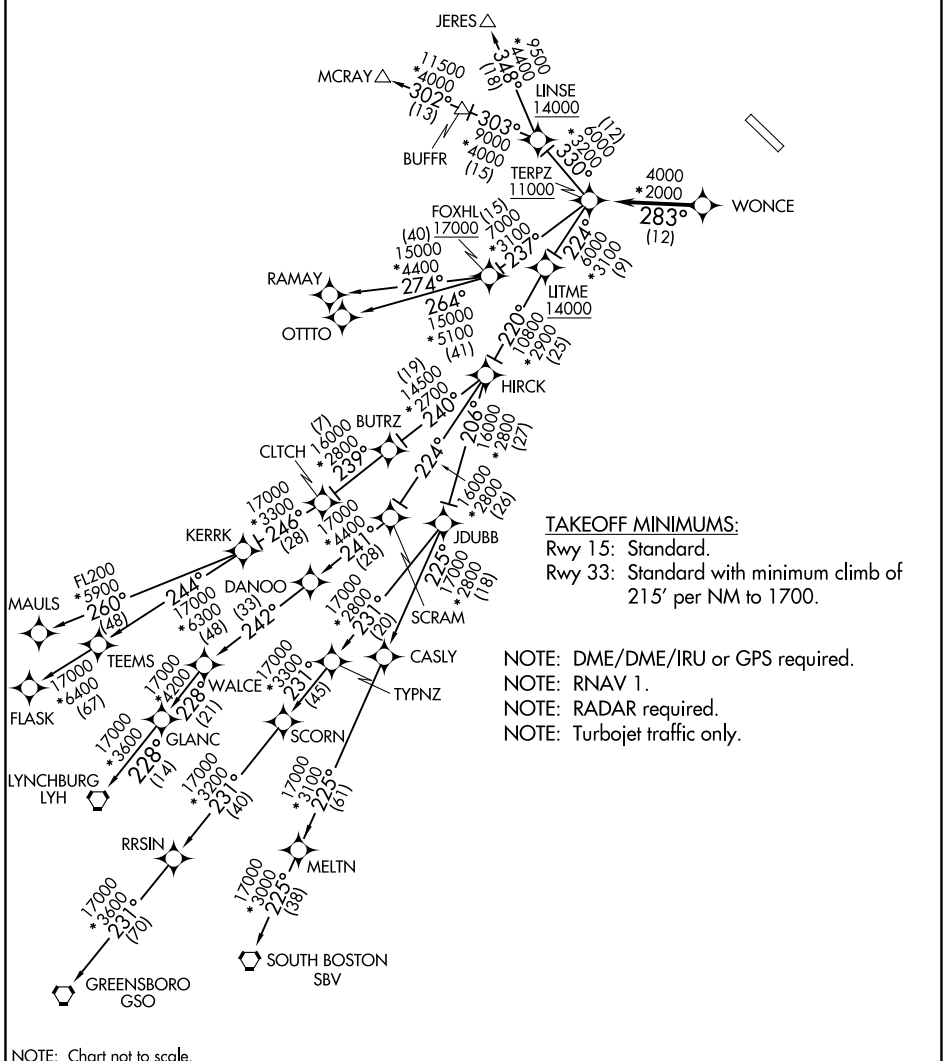 JERES
9500
*4400
348°
(18)
11500
*4000
302°
(13)
MCRAY
LINSE
14000
303°
9000
*4000
(15)
BUFFR
(12)
6000
*3200
330°
TERPZ
11000
4000
*2000
283°
(12)
WONCE
FOXHL
17000
(15)
7000
*3100
237°
224°
6000
*3100
(9)
(40)
15000
*4400
274°
RAMAY
264°
15000
*5100
(41)
OTTTO
LITME
14000
220°
10800
*2900
(25)
HIRCK
(19)
14500
*2700
240°
206°
16000
*2800
(27)
BUTRZ
(7)
16000
*2800
239°
CLTCH
224°
16000
*2800
(26)
17000
*3300
246°
(28)
KERRK
17000
*4400
241°
(28)
JDUBB
DANOO
SCRAM
225°
17000
*2800
(18)
FL200
*5900
260°
(48)
MAULS
244°
17000
*6300
(48)
(33)
242°
17000
*2800
231°
(20)
CASLY
TEEMS
17000
*6400
(67)
FLASK
WALCE
17000
*4200
228°
(21)
17000
*3300
231°
(45)
TYPNZ
GLANC
SCORN
17000
*3600
228°
(14)
LYNCHBURG
LYH
17000
*3200
231°
(40)
17000
*3100
225°
(61)
RRSIN
MELTN
17000
*3600
231°
(70)
17000
*3000
225°
(38)
GREENSBORO
GSO
SOUTH BOSTON
SBV
TAKEOFF MINIMUMS:
Rwy 15: Standard.
Rwy 33: Standard with minimum climb of
215' per NM to 1700.
NOTE: DME/DME/IRU or GPS required.
NOTE: RNAV 1.
NOTE: RADAR required.
NOTE: Turbojet traffic only.
NOTE: Chart not to scale.